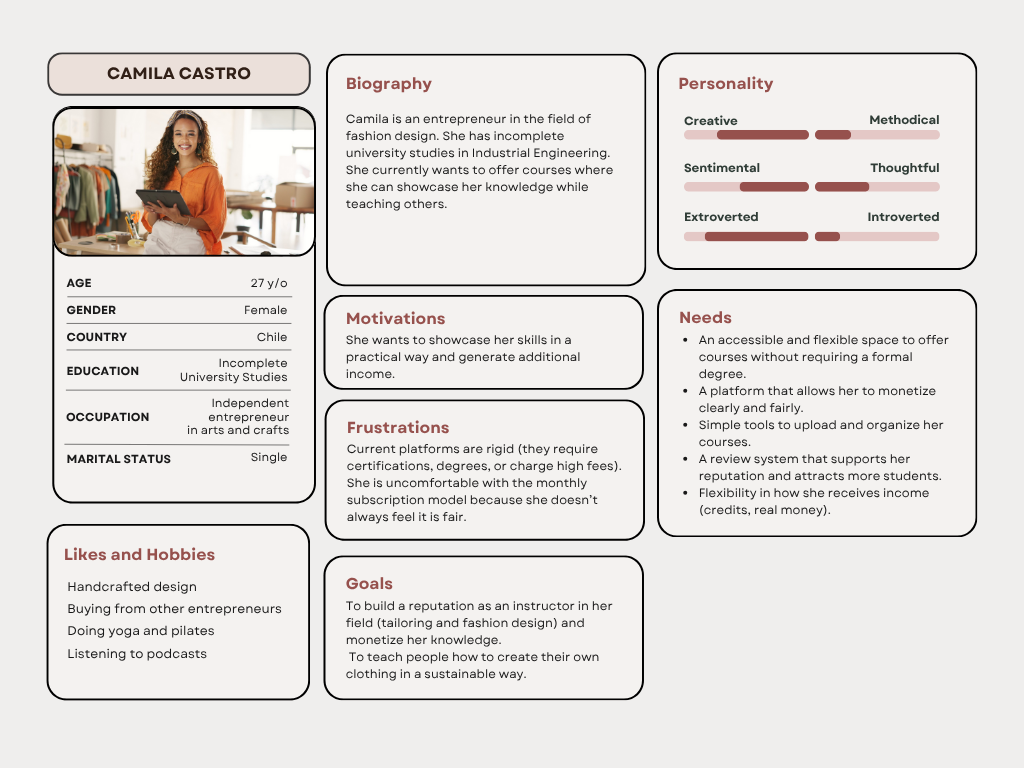 CAMILA CASTRO
AGE 27 y/o
GENDER Female
COUNTRY Chile
EDUCATION Incomplete
University Studies
OCCUPATION Independent
entrepreneur
in arts and crafts
MARITAL STATUS Single
Likes and Hobbies
Handcrafted design
Buying from other entrepreneurs
Doing yoga and pilates
Listening to podcasts
Biography
Camila is an entrepreneur in the field of
fashion design. She has incomplete
university studies in Industrial Engineering.
She currently wants to offer courses where
she can showcase her knowledge while
teaching others.
Motivations
She wants to showcase her skills in a
practical way and generate additional
income.
Frustrations
Current platforms are rigid (they require
certifications, degrees, or charge high fees).
She is uncomfortable with the monthly
subscription model because she doesn't
always feel it is fair.
Goals
To build a reputation as an instructor in her
field (tailoring and fashion design) and
monetize her knowledge.
To teach people how to create their own
clothing in a sustainable way.
Personality
Creative Methodical
Sentimental Thoughtful
Extroverted Introverted
Needs
• An accessible and flexible space to offer
courses without requiring a formal
degree.
• A platform that allows her to monetize
clearly and fairly.
• Simple tools to upload and organize her
courses.
• A review system that supports her
reputation and attracts more students.
• Flexibility in how she receives income
(credits, real money).